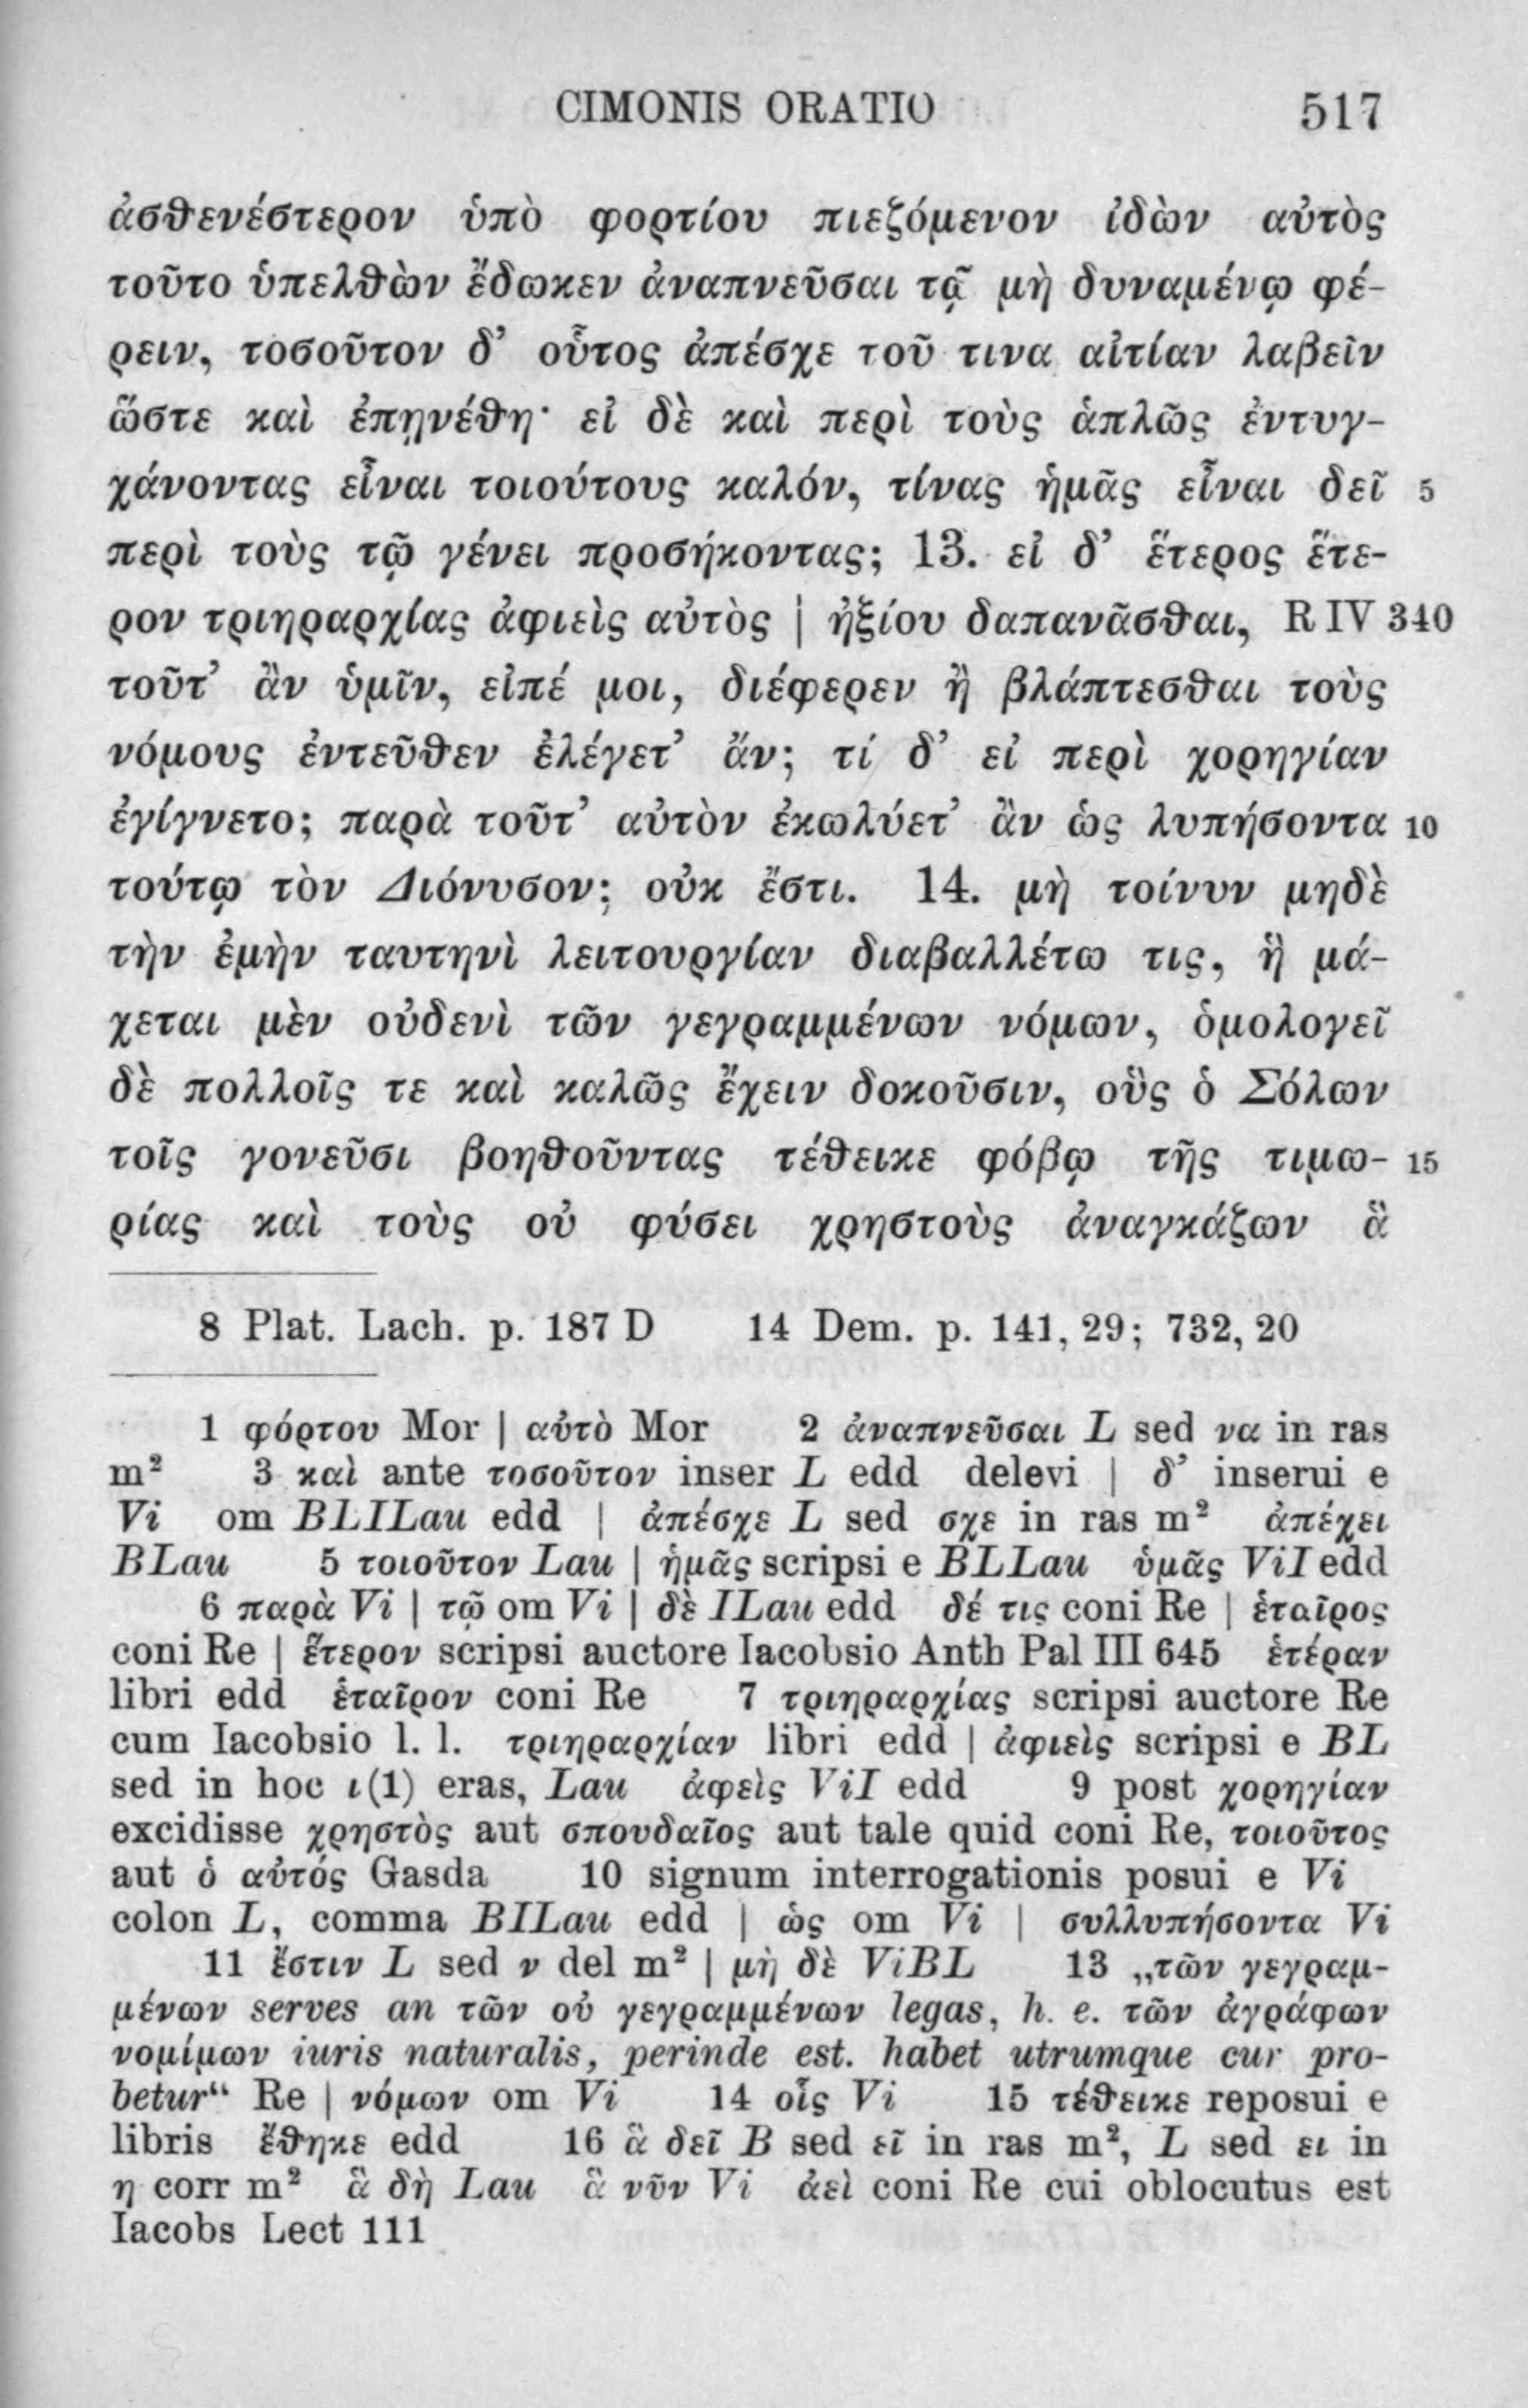 CIMONIS ORATIO 517
ἀσθενέστερον ὑπὸ φορτίου πιεζόμενον ἰδὼν αὐτὸς
τοῦτο ὑπελθὼν ἔδωκεν ἀναπνεῦσαι τῷ μὴ δυναμένῳ φέ-
ρειν, τοσοῦτον δ’ οὗτος ἀπέσχε τοῦ τινα αἰτίαν λαβεῖν
ὥστε καὶ ἐπῃνέθη· εἰ δὲ καὶ περὶ τοὺς ἁπλῶς ἐντυγ-
χάνοντας εἶναι τοιούτους καλόν, τίνας ἡμᾶς εἶναι δεῖ 5
περὶ τοὺς τῷ γένει προσήκοντας; 13. εἰ δ’ ἕτερος ἕτε-
ρον τριηραρχίας ἀφιεὶς αὐτὸς | ἠξίου δαπανᾶσθαι, R IV 340
τοῦτ’ ἂν ὑμῖν, εἰπέ μοι, διέφερεν ἢ βλάπτεσθαι τοὺς
νόμους ἐντεῦθεν ἐλέγετ’ ἄν; τί δ’ εἰ περὶ χορηγίαν
ἐγίγνετο; παρὰ τοῦτ’ αὐτὸν ἐκωλύετ’ ἂν ὡς λυπήσοντα 10
τούτῳ τὸν Διόνυσον; οὐκ ἔστι. 14. μὴ τοίνυν μηδὲ
τὴν ἐμὴν ταυτηνὶ λειτουργίαν διαβαλλέτω τις, ἣ μά-
χεται μὲν οὐδενὶ τῶν γεγραμμένων νόμων, ὁμολογεῖ
δὲ πολλοῖς τε καὶ καλῶς ἔχειν δοκοῦσιν, οὓς ὁ Σόλων
τοῖς γονεῦσι βοηθοῦντας τέθεικε φόβῳ τῆς τιμω- 15
ρίας καὶ τοὺς οὐ φύσει χρηστοὺς ἀναγκάζων ἃ
8 Plat. Lach. p. 187 D 14 Dem. p. 141, 29; 732, 20
1 φόρτου Mor | αὐτὸ Mor 2 ἀναπνεῦσαι L sed να in ras
m² 3 καὶ ante τοσοῦτον inser L edd delevi | δ’ inserui e
Vi om BLILau edd | ἀπέσχε L sed σχε in ras m² ἀπέχει
BLau 5 τοιοῦτον Lau | ἡμᾶς scripsi e BLLau ὑμᾶς ViI edd
6 παρὰ Vi | τῷ om Vi | δὲ ILau edd δέ τις coni Re | ἑταῖρος
coni Re | ἕτερον scripsi auctore Iacobsio Anth Pal III 645 ἑτέραν
libri edd ἑταῖρον coni Re 7 τριηραρχίας scripsi auctore Re
cum Iacobsio l. l. τριηραρχίαν libri edd | ἀφιεὶς scripsi e BL
sed in hoc ι(1) eras, Lau ἀφεὶς ViI edd 9 post χορηγίαν
excidisse χρηστὸς aut σπουδαῖος aut tale quid coni Re, τοιοῦτος
aut ὁ αὐτός Gasda 10 signum interrogationis posui e Vi
colon L, comma BILau edd | ὡς om Vi | συλλυπήσοντα Vi
11 ἔστιν L sed ν del m² | μὴ δὲ ViBL 13 „τῶν γεγραμ-
μένων serves an τῶν οὐ γεγραμμένων legas, h. e. τῶν ἀγράφων
νομίμων iuris naturalis, perinde est. habet utrumque cur pro-
betur“ Re | νόμων om Vi 14 οἷς Vi 15 τέθεικε reposui e
libris ἔθηκε edd 16 ἃ δεῖ B sed εῖ in ras m², L sed ει in
η corr m² ἃ δὴ Lau ἃ νῦν Vi ἀεὶ coni Re cui oblocutus est
Iacobs Lect 111